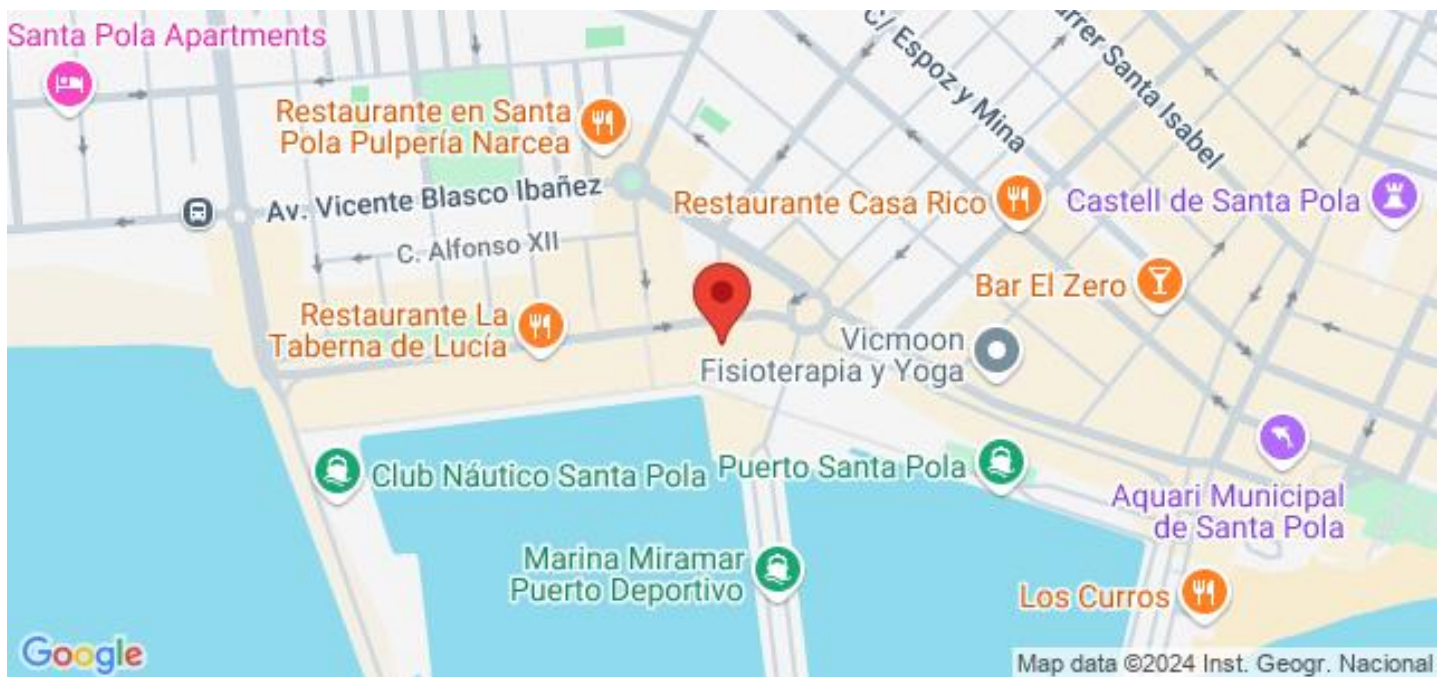 Santa Pola Apartments
Restaurante en Santa
Pola Pulpería Narcea
C/ Espoz y Mina
Carrer Santa Isabel
Av. Vicente Blasco Ibañez
Restaurante Casa Rico
Castell de Santa Pola
C. Alfonso XII
Bar El Zero
Restaurante La
Taberna de Lucía
Vicmoon
Fisioterapia y Yoga
Club Náutico Santa Pola
Puerto Santa Pola
Aquari Municipal
de Santa Pola
Marina Miramar
Puerto Deportivo
Los Curros
Google
Map data ©2024 Inst. Geogr. Nacional